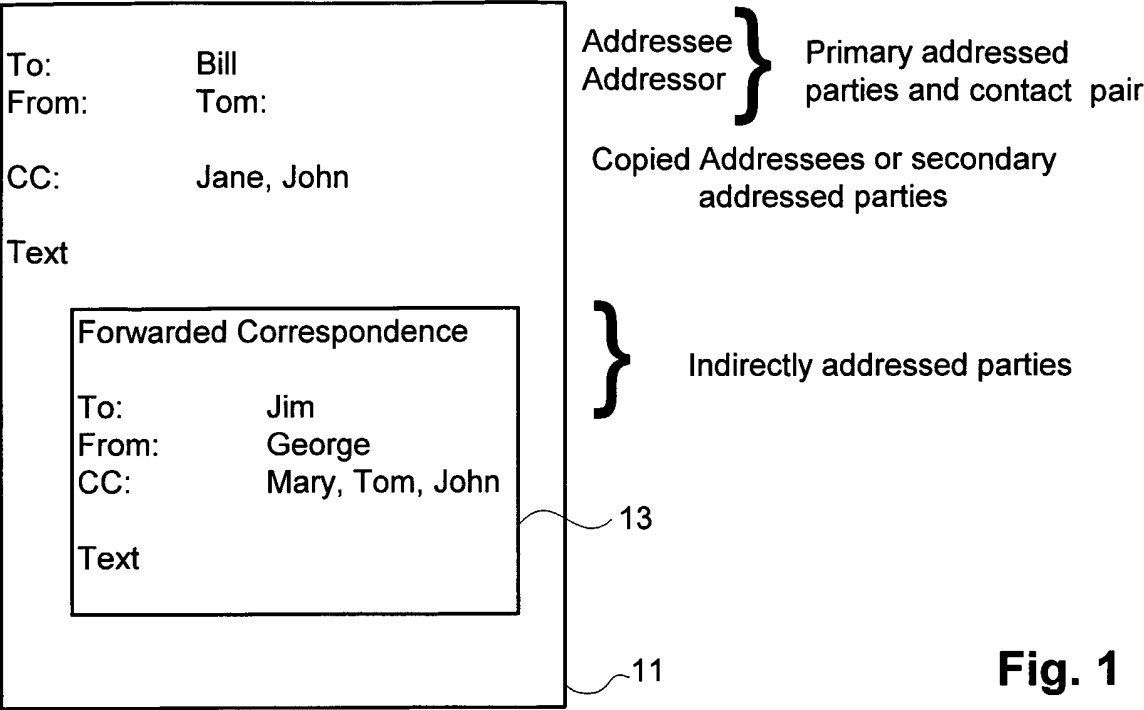 To: Bill
From: Tom:
CC: Jane, John
Text
Forwarded Correspondence
To: Jim
From: George
CC: Mary, Tom, John
Text
Addressee
Addressor
Primary addressed
parties and contact pair
Copied Addressees or secondary
addressed parties
Indirectly addressed parties
13
11
Fig. 1